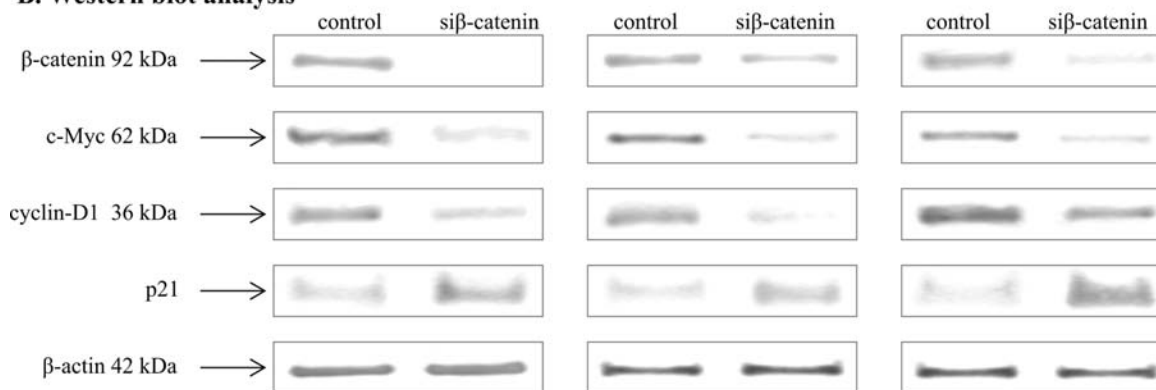 B. Western blot analysis
control siβ-catenin control siβ-catenin control siβ-catenin
β-catenin 92 kDa
c-Myc 62 kDa
cyclin-D1 36 kDa
p21
β-actin 42 kDa